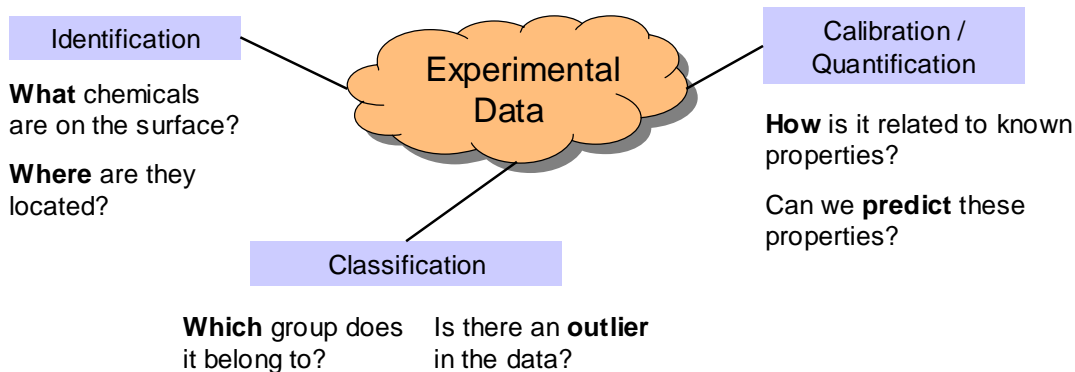 Identification
What chemicals
are on the surface?
Where are they
located?
Experimental
Data
Calibration /
Quantification
How is it related to known
properties?
Can we predict these
properties?
Classification
Which group does
it belong to?
Is there an outlier
in the data?